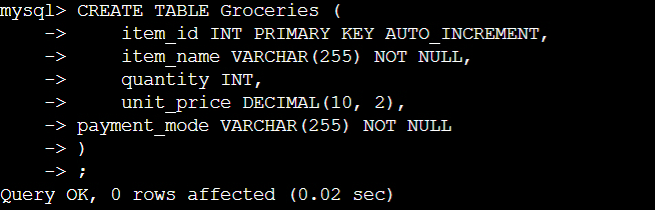 mysql> CREATE TABLE Groceries (
    ->     item_id INT PRIMARY KEY AUTO_INCREMENT,
    ->     item_name VARCHAR(255) NOT NULL,
    ->     quantity INT,
    ->     unit_price DECIMAL(10, 2),
    -> payment_mode VARCHAR(255) NOT NULL
    -> )
    -> ;
Query OK, 0 rows affected (0.02 sec)